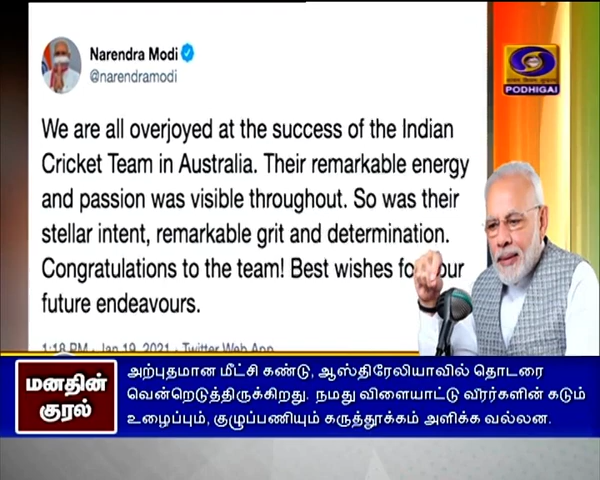 Narendra Modi
@narendramodi
We are all overjoyed at the success of the Indian
Cricket Team in Australia. Their remarkable energy
and passion was visible throughout. So was their
stellar intent, remarkable grit and determination.
Congratulations to the team! Best wishes your
future endeavours.
1:18 PM · Jan 19, 2021 · Twitter Web App
PODHIGAI
மனதின்
குரல்
அற்புதமான மீட்சி கண்டு, ஆஸ்திரேலியாவில் தொடரை
வென்றெடுத்திருக்கிறது. நமது விளையாட்டு வீரர்களின் கடும்
உழைப்பும், குழுப்பணியும் கருத்தூக்கம் அளிக்க வல்லன.